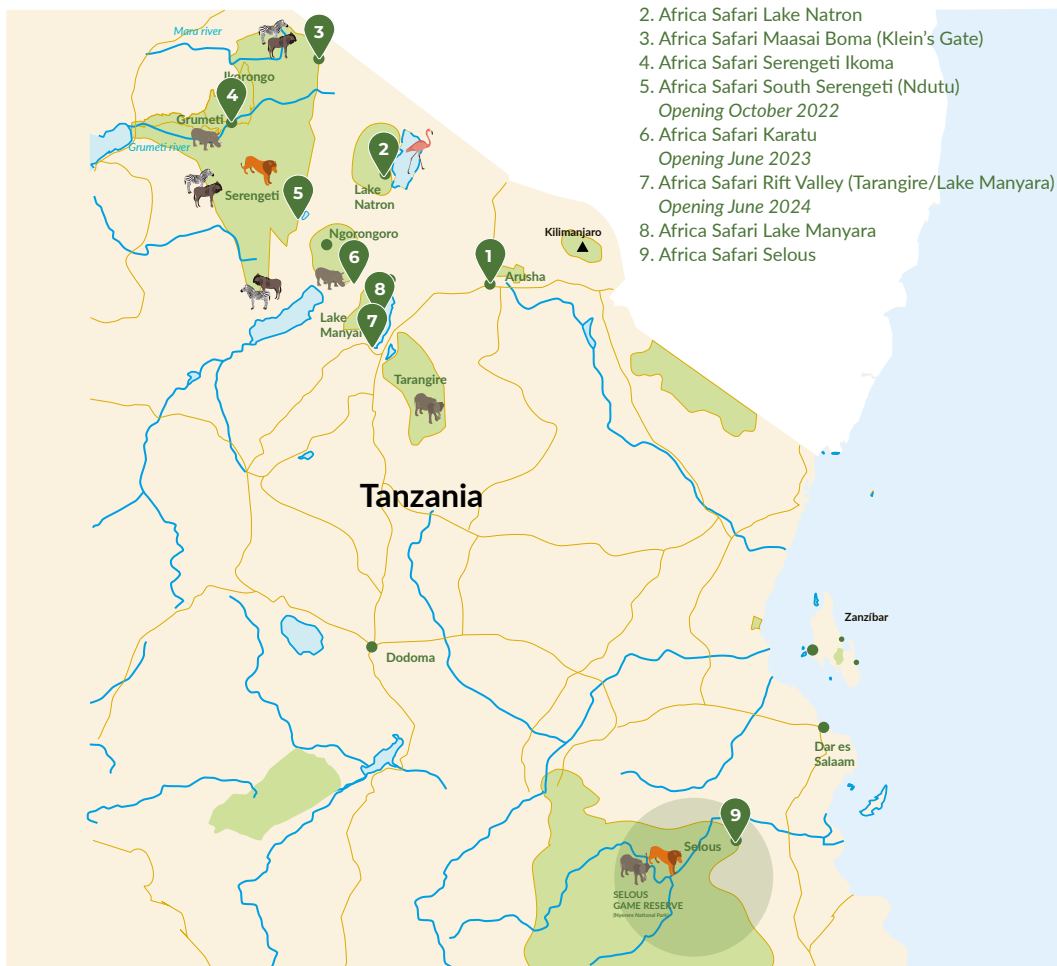 2. Africa Safari Lake Natron
3. Africa Safari Maasai Boma (Klein's Gate)
4. Africa Safari Serengeti Ikoma
5. Africa Safari South Serengeti (Ndutu)
Opening October 2022
6. Africa Safari Karatu
Opening June 2023
7. Africa Safari Rift Valley (Tarangire/Lake Manyara)
Opening June 2024
8. Africa Safari Lake Manyara
9. Africa Safari Selous
Mara river
3
Ikorongo
4
Grumeti
Grumeti river
2
Lake
Natron
Serengeti
5
Ngorongoro
6
Kilimanjaro
1
Arusha
8
Lake
7
Tarangire
Tanzania
Zanzíbar
Dodoma
Dar es
Salaam
9
Selous
SELOUS
GAME RESERVE
(Nyerere National Park)